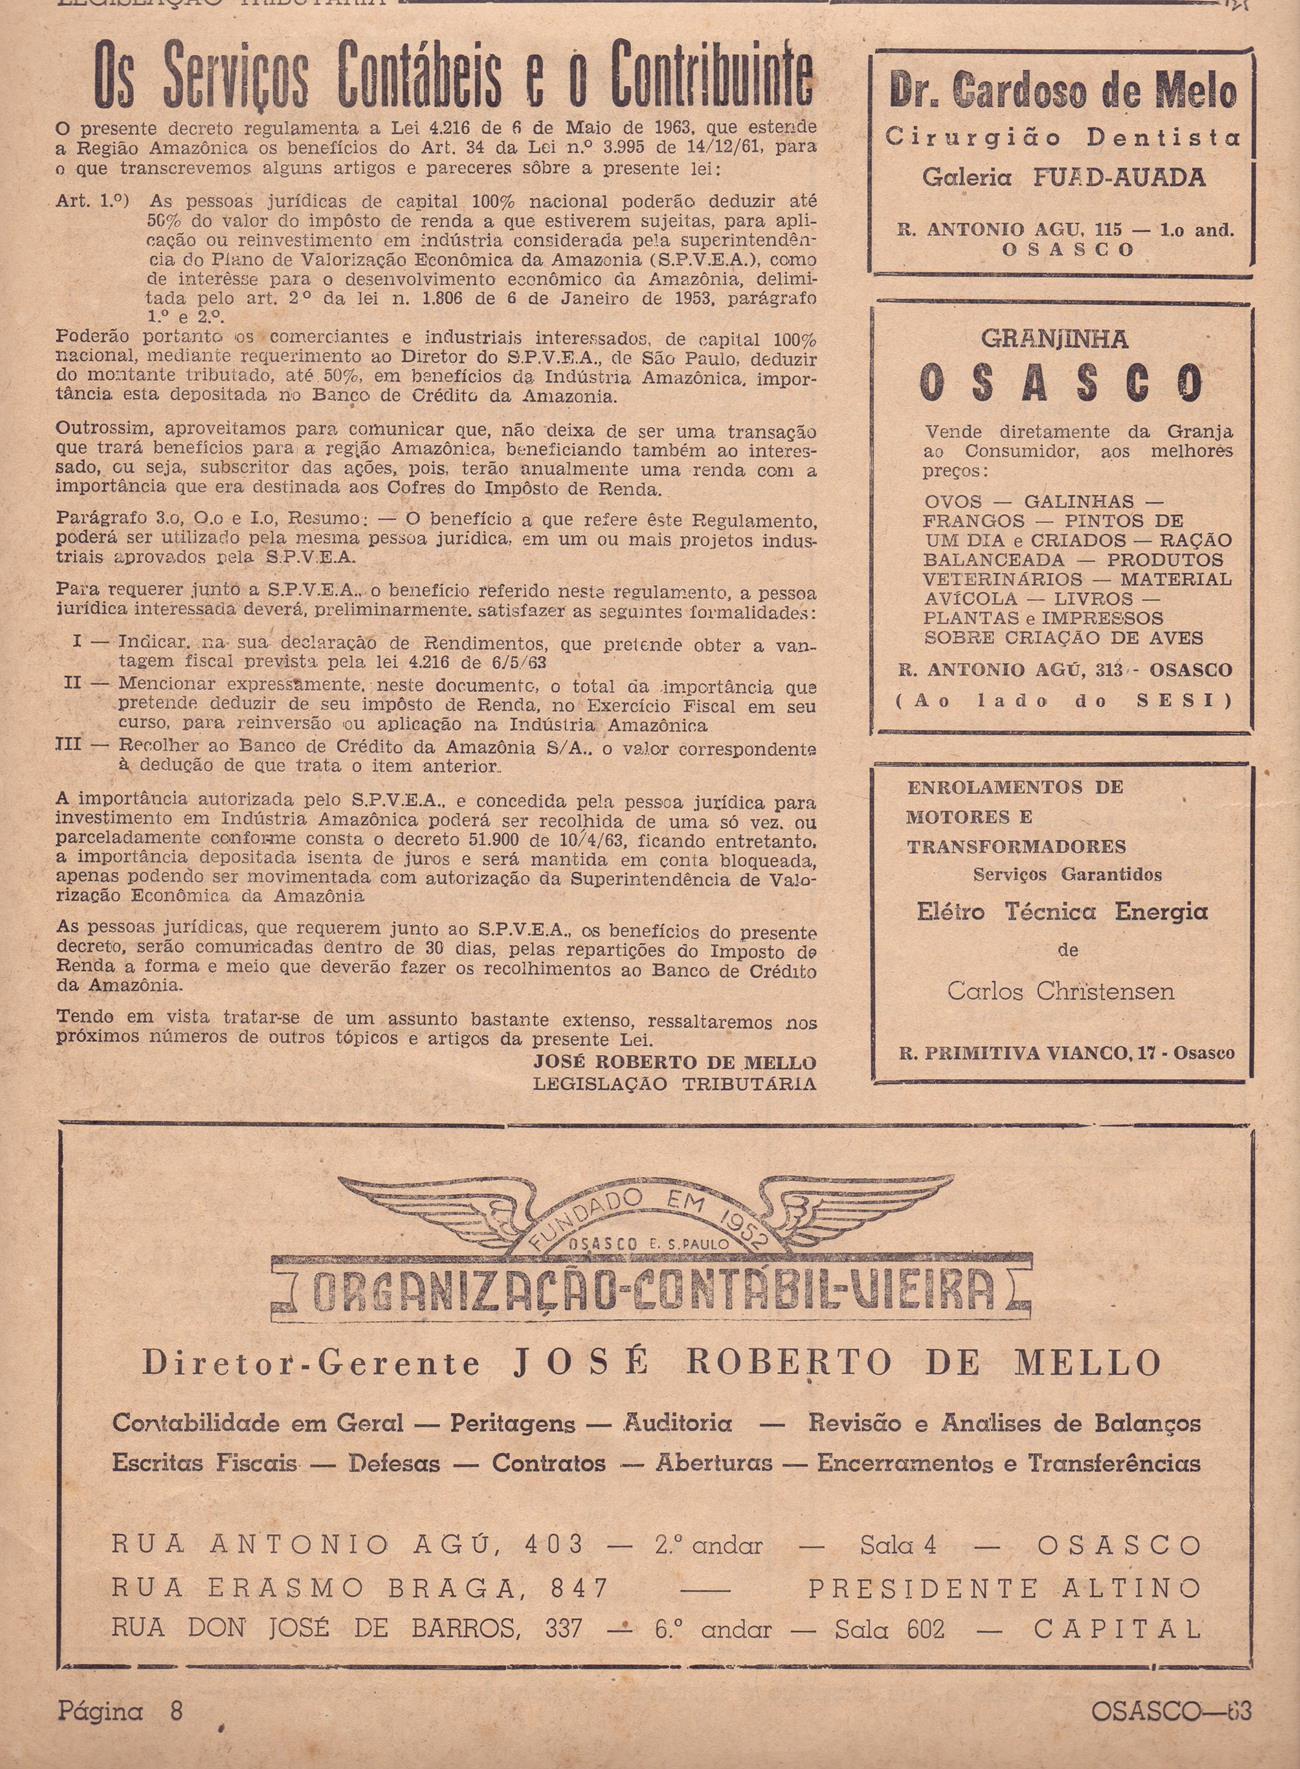 LEGISLAÇÃO TRIBUTÁRIA
Os Serviços Contábeis e o Contribuinte
O presente decreto regulamenta a Lei 4.216 de 6 de Maio de 1963, que estende
a Região Amazônica os benefícios do Art. 34 da Lei n.º 3.995 de 14/12/61, para
o que transcrevemos alguns artigos e pareceres sôbre a presente lei:
Art. 1.º) As pessoas jurídicas de capital 100% nacional poderão deduzir até
50% do valor do impôsto de renda a que estiverem sujeitas, para apli-
cação ou reinvestimento em indústria considerada pela superintendên-
cia do Plano de Valorização Econômica da Amazonia (S.P.V.E.A.), como
de interêsse para o desenvolvimento econômico da Amazônia, delimi-
tada pelo art. 2º da lei n. 1.806 de 6 de Janeiro de 1953, parágrafo
1.º e 2.º.
Poderão portanto os comerciantes e industriais interessados, de capital 100%
nacional, mediante requerimento ao Diretor do S.P.V.E.A., de São Paulo, deduzir
do montante tributado, até 50%, em benefícios da Indústria Amazônica, impor-
tância esta depositada no Banco de Crédito da Amazonia.
Outrossim, aproveitamos para comunicar que, não deixa de ser uma transação
que trará benefícios para a região Amazônica, beneficiando também ao interes-
sado, ou seja, subscritor das ações, pois, terão anualmente uma renda com a
importância que era destinada aos Cofres do Impôsto de Renda.
Parágrafo 3.o, O.o e I.o, Resumo: — O benefício a que refere êste Regulamento,
poderá ser utilizado pela mesma pessoa jurídica, em um ou mais projetos indus-
triais aprovados pela S.P.V.E.A.
Para requerer junto a S.P.V.E.A., o benefício referido neste regulamento, a pessoa
jurídica interessada deverá, preliminarmente, satisfazer as seguintes formalidades:
I — Indicar, na sua declaração de Rendimentos, que pretende obter a van-
tagem fiscal prevista pela lei 4.216 de 6/5/63
II — Mencionar expressamente, neste documento, o total da importância que
pretende deduzir de seu impôsto de Renda, no Exercício Fiscal em seu
curso, para reinversão ou aplicação na Indústria Amazônica
III — Recolher ao Banco de Crédito da Amazônia S/A., o valor correspondente
à dedução de que trata o item anterior.
A importância autorizada pelo S.P.V.E.A., e concedida pela pessoa jurídica para
investimento em Indústria Amazônica poderá ser recolhida de uma só vez, ou
parceladamente conforme consta o decreto 51.900 de 10/4/63, ficando entretanto,
a importância depositada isenta de juros e será mantida em conta bloqueada,
apenas podendo ser movimentada com autorização da Superintendência de Valo-
rização Econômica da Amazônia
As pessoas jurídicas, que requerem junto ao S.P.V.E.A., os benefícios do presente
decreto, serão comunicadas dentro de 30 dias, pelas repartições do Imposto de
Renda a forma e meio que deverão fazer os recolhimentos ao Banco de Crédito
da Amazônia.
Tendo em vista tratar-se de um assunto bastante extenso, ressaltaremos nos
próximos números de outros tópicos e artigos da presente Lei.
JOSÉ ROBERTO DE MELLO
LEGISLAÇÃO TRIBUTÁRIA
Dr. Cardoso de Melo
Cirurgião Dentista
Galeria FUAD-AUADA
R. ANTONIO AGU, 115 — 1.o and.
OSASCO
GRANJINHA
OSASCO
Vende diretamente da Granja
ao Consumidor, aos melhores
preços:
OVOS — GALINHAS —
FRANGOS — PINTOS DE
UM DIA e CRIADOS — RAÇÃO
BALANCEADA — PRODUTOS
VETERINÁRIOS — MATERIAL
AVÍCOLA — LIVROS —
PLANTAS e IMPRESSOS
SOBRE CRIAÇÃO DE AVES
R. ANTONIO AGÚ, 313 - OSASCO
(Ao lado do SESI)
ENROLAMENTOS DE
MOTORES E
TRANSFORMADORES
Serviços Garantidos
Elétro Técnica Energia
de
Carlos Christensen
R. PRIMITIVA VIANCO, 17 - Osasco
FUNDADO EM 1952
OSASCO E. S. PAULO
ORGANIZAÇÃO-CONTÁBIL-VIEIRA
Diretor-Gerente JOSÉ ROBERTO DE MELLO
Contabilidade em Geral — Peritagens — Auditoria — Revisão e Analises de Balanços
Escritas Fiscais — Defesas — Contratos — Aberturas — Encerramentos e Transferências
RUA ANTONIO AGÚ, 403 — 2.º andar — Sala 4 — OSASCO
RUA ERASMO BRAGA, 847 — PRESIDENTE ALTINO
RUA DON JOSÉ DE BARROS, 337 — 6.º andar — Sala 602 — CAPITAL
Página 8
OSASCO—63